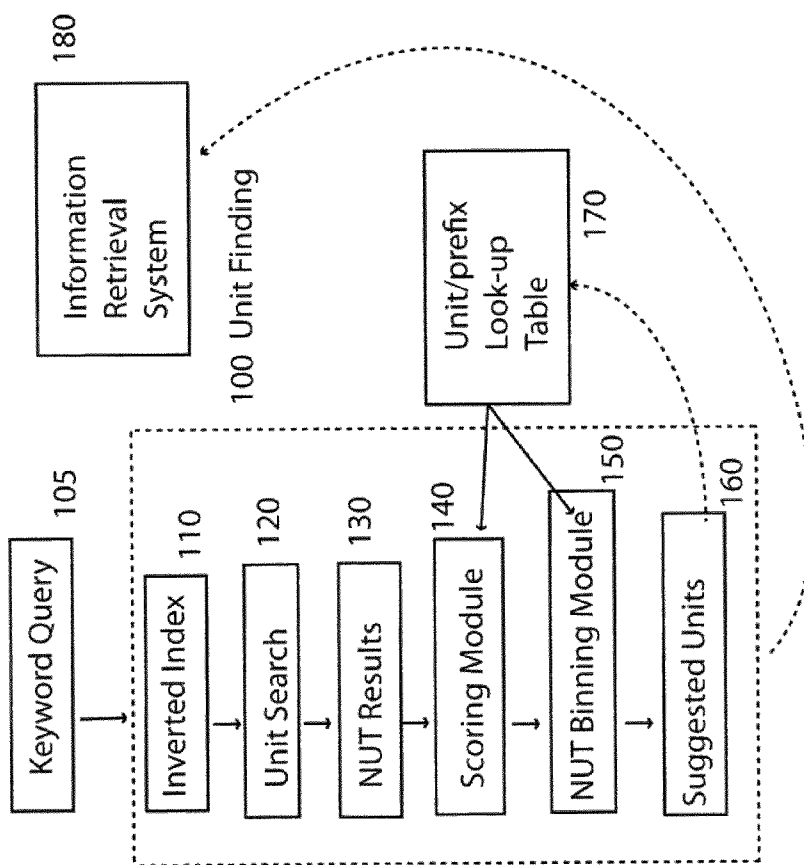 Keyword Query
105
Inverted Index
110
Unit Search
120
NUT Results
130
Scoring Module
140
NUT Binning Module
150
Suggested Units
160
100 Unit Finding
Unit/prefix
Look-up
Table
170
Information
Retrieval
System
180